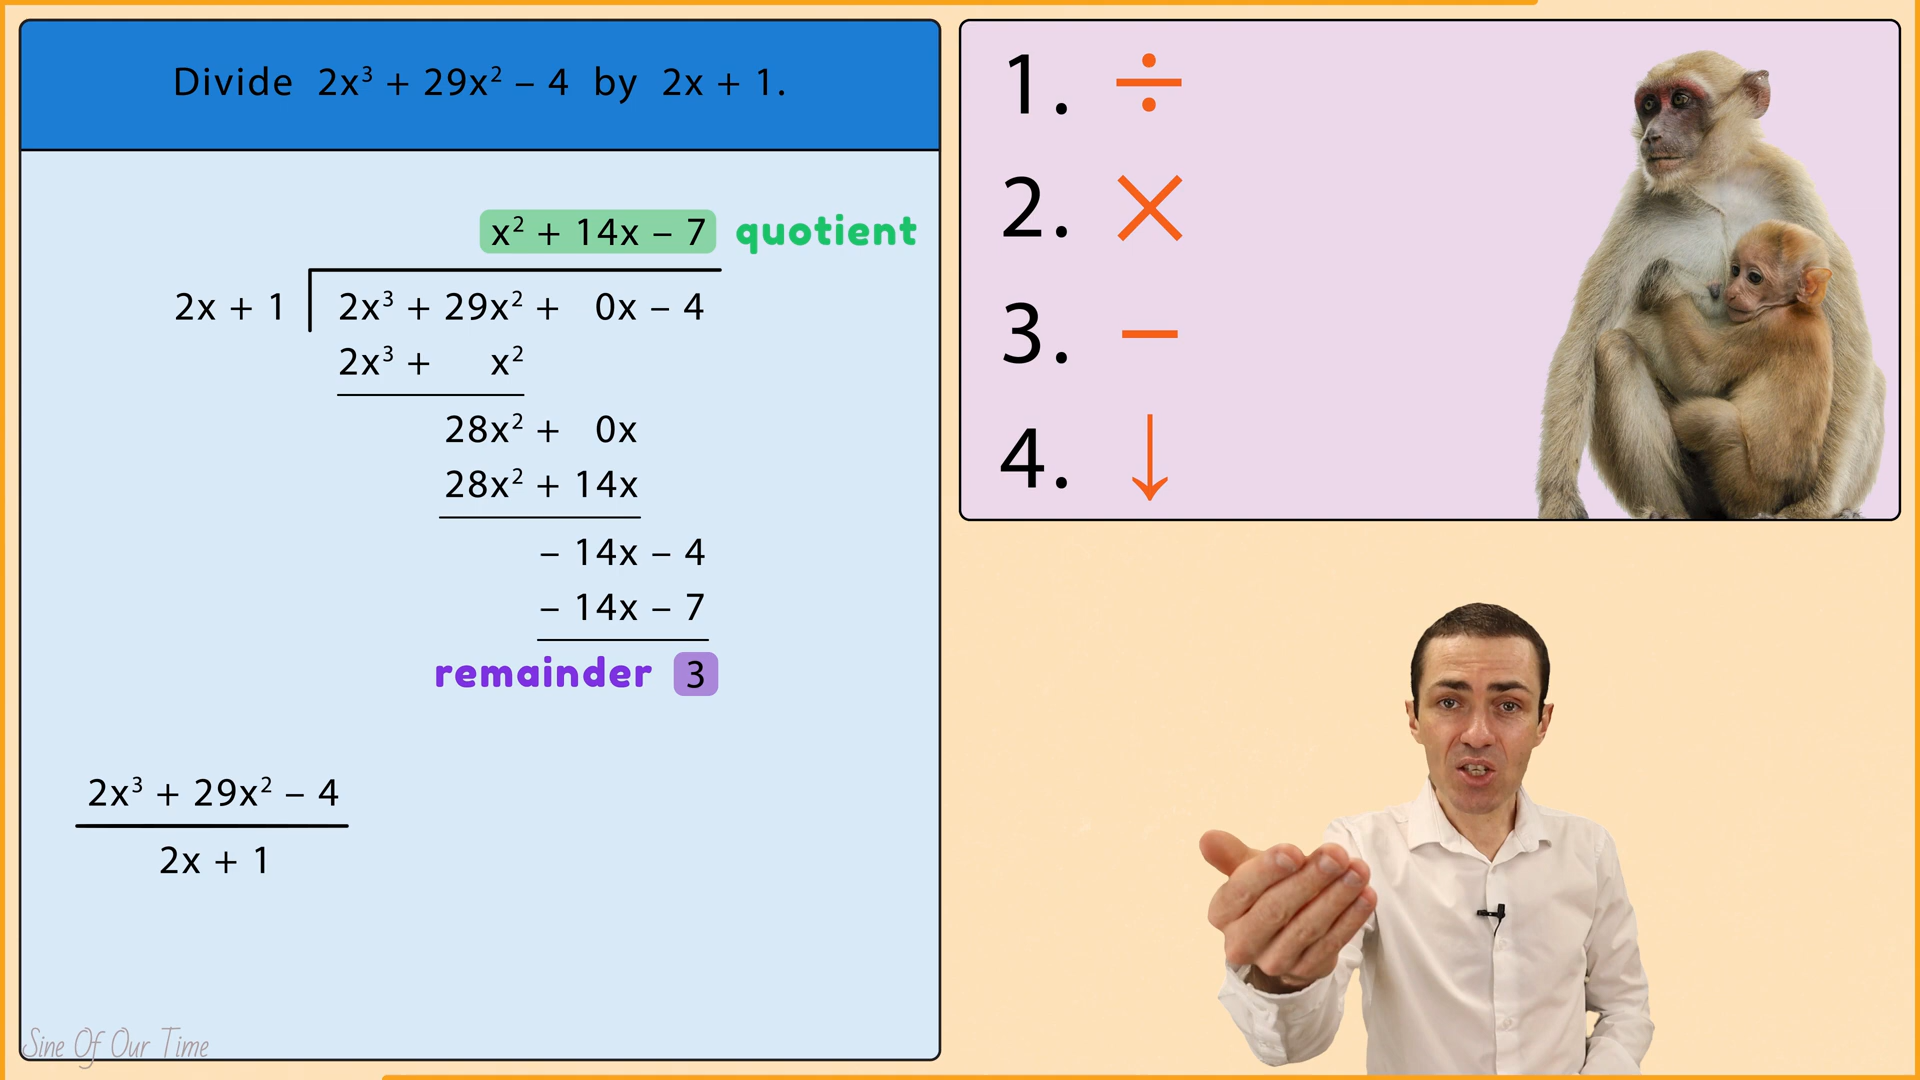 Divide 2x³ + 29x² – 4 by 2x + 1.
x² + 14x – 7 quotient
2x + 1 2x³ + 29x² + 0x – 4
2x³ + x²
28x² + 0x
28x² + 14x
– 14x – 4
– 14x – 7
remainder 3
2x³ + 29x² – 4
2x + 1
Sine Of Our Time
1. ÷
2. ×
3. –
4. ↓